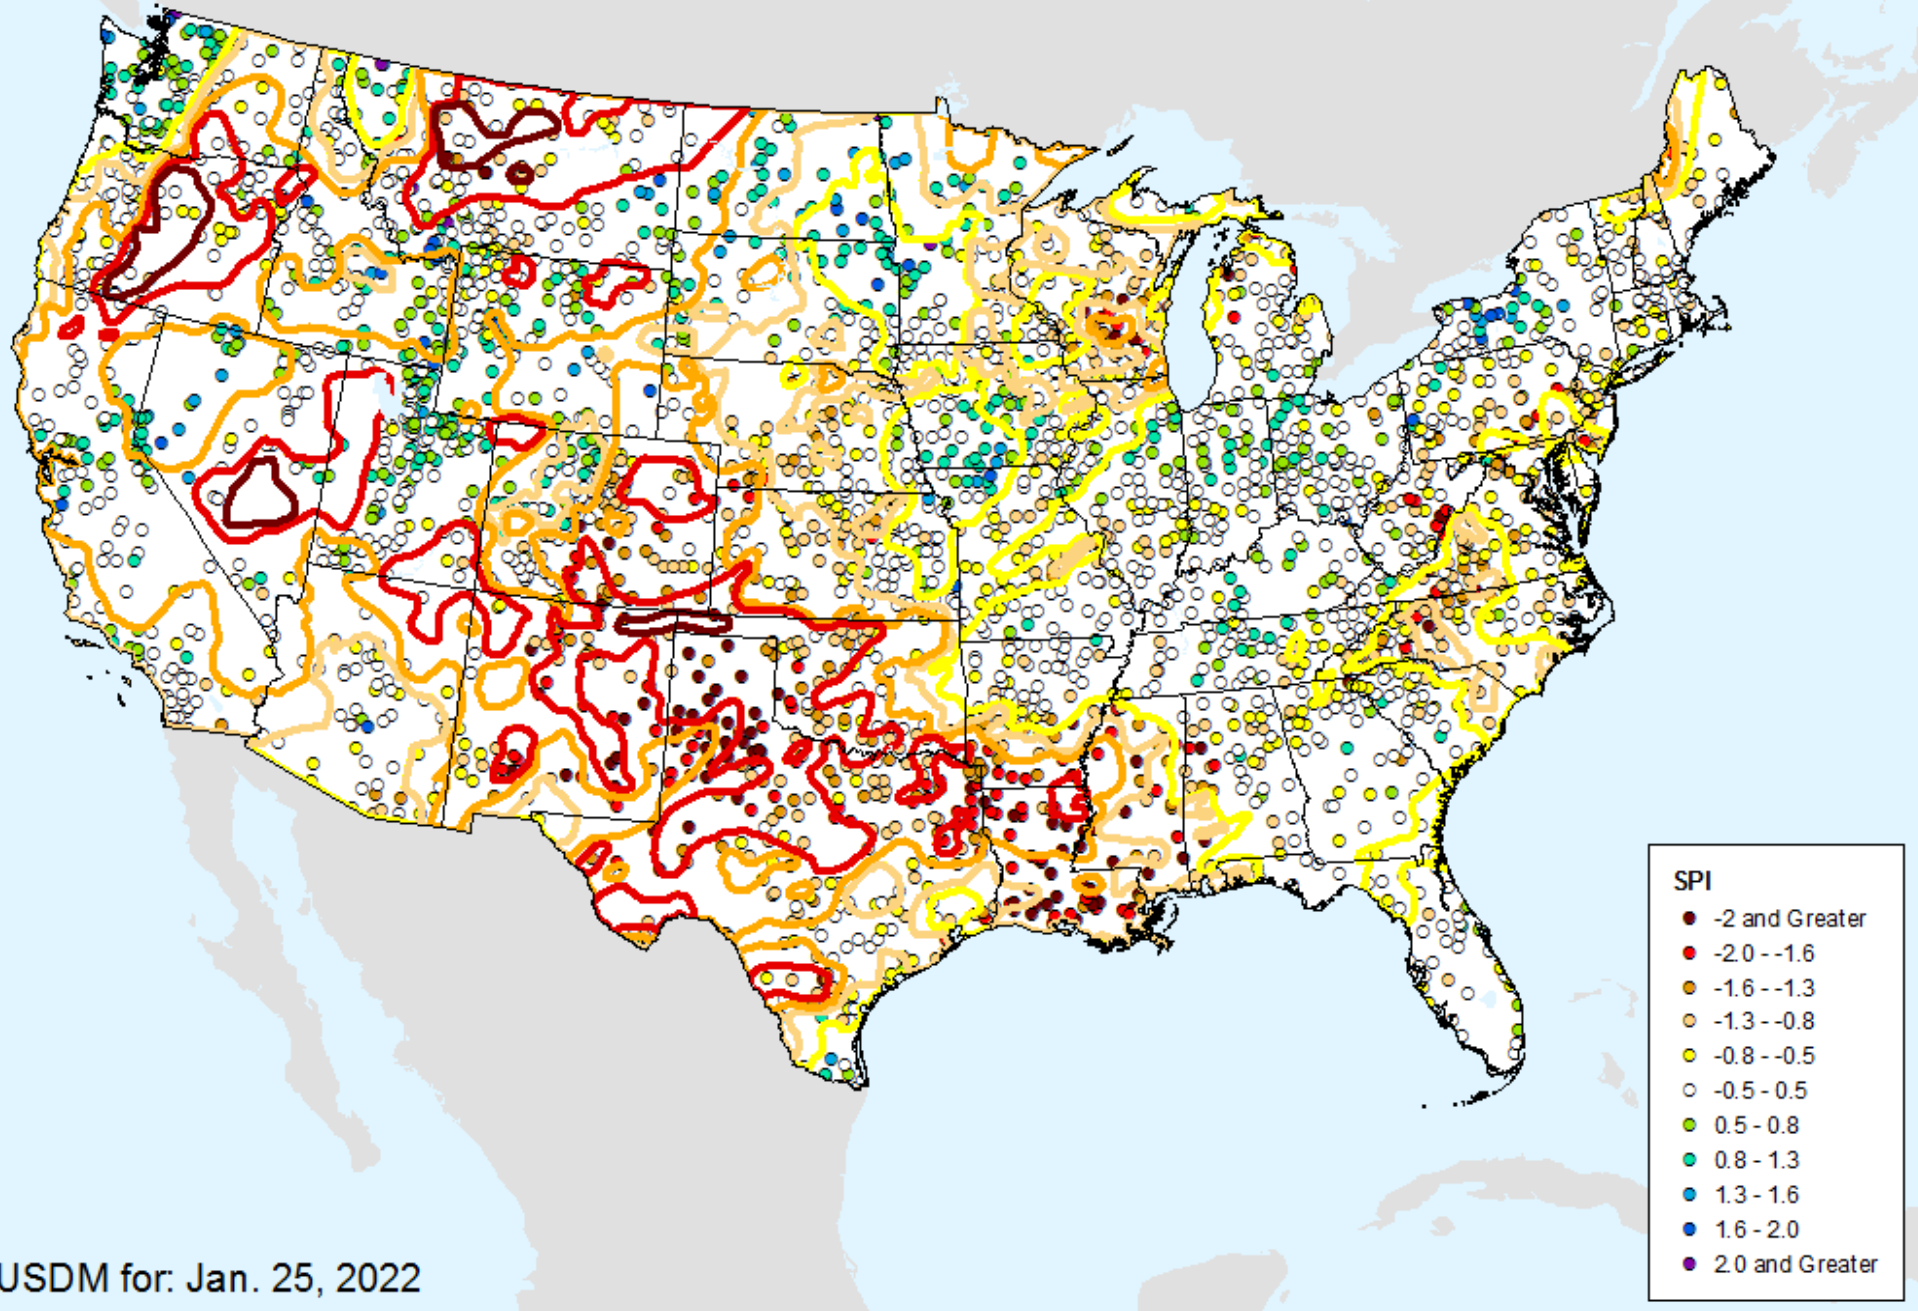 USDM for: Jan. 25, 2022
SPI
-2 and Greater
-2.0 - -1.6
-1.6 - -1.3
-1.3 - -0.8
-0.8 - -0.5
-0.5 - 0.5
0.5 - 0.8
0.8 - 1.3
1.3 - 1.6
1.6 - 2.0
2.0 and Greater